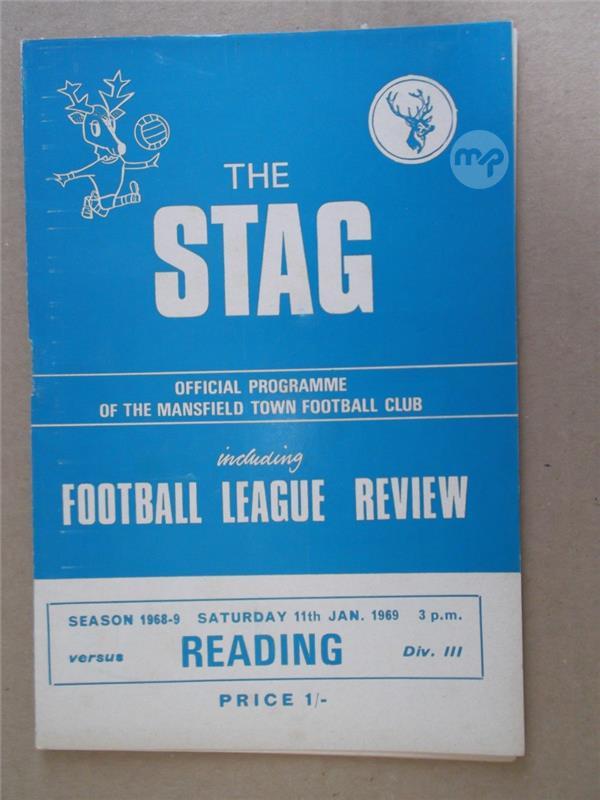 mp
THE
STAG
OFFICIAL PROGRAMME
OF THE MANSFIELD TOWN FOOTBALL CLUB
including
FOOTBALL LEAGUE REVIEW
SEASON 1968-9 SATURDAY 11th JAN. 1969 3 p.m.
versus READING Div. III
PRICE 1/-